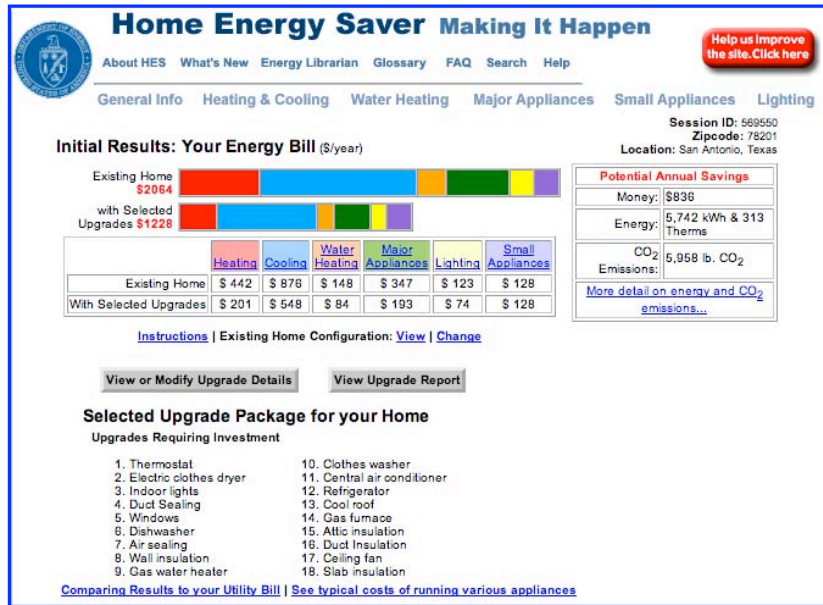 Home Energy Saver Making It Happen
Help us improve
the site. Click here
About HES What's New Energy Librarian Glossary FAQ Search Help
General Info Heating & Cooling Water Heating Major Appliances Small Appliances Lighting
Session ID: 569550
Zipcode: 78201
Location: San Antonio, Texas
Initial Results: Your Energy Bill ($/year)
Existing Home
$2064
with Selected
Upgrades $1228
Heating Cooling Water Heating Major Appliances Lighting Small Appliances
Existing Home $ 442 $ 876 $ 148 $ 347 $ 123 $ 128
With Selected Upgrades $ 201 $ 548 $ 84 $ 193 $ 74 $ 128
Potential Annual Savings
Money: $836
Energy: 5,742 kWh & 313 Therms
CO2 Emissions: 5,958 lb. CO2
More detail on energy and CO2
emissions...
Instructions | Existing Home Configuration: View | Change
View or Modify Upgrade Details View Upgrade Report
Selected Upgrade Package for your Home
Upgrades Requiring Investment
1. Thermostat
2. Electric clothes dryer
3. Indoor lights
4. Duct Sealing
5. Windows
6. Dishwasher
7. Air sealing
8. Wall insulation
9. Gas water heater
10. Clothes washer
11. Central air conditioner
12. Refrigerator
13. Cool roof
14. Gas furnace
15. Attic insulation
16. Duct Insulation
17. Ceiling fan
18. Slab insulation
Comparing Results to your Utility Bill | See typical costs of running various appliances